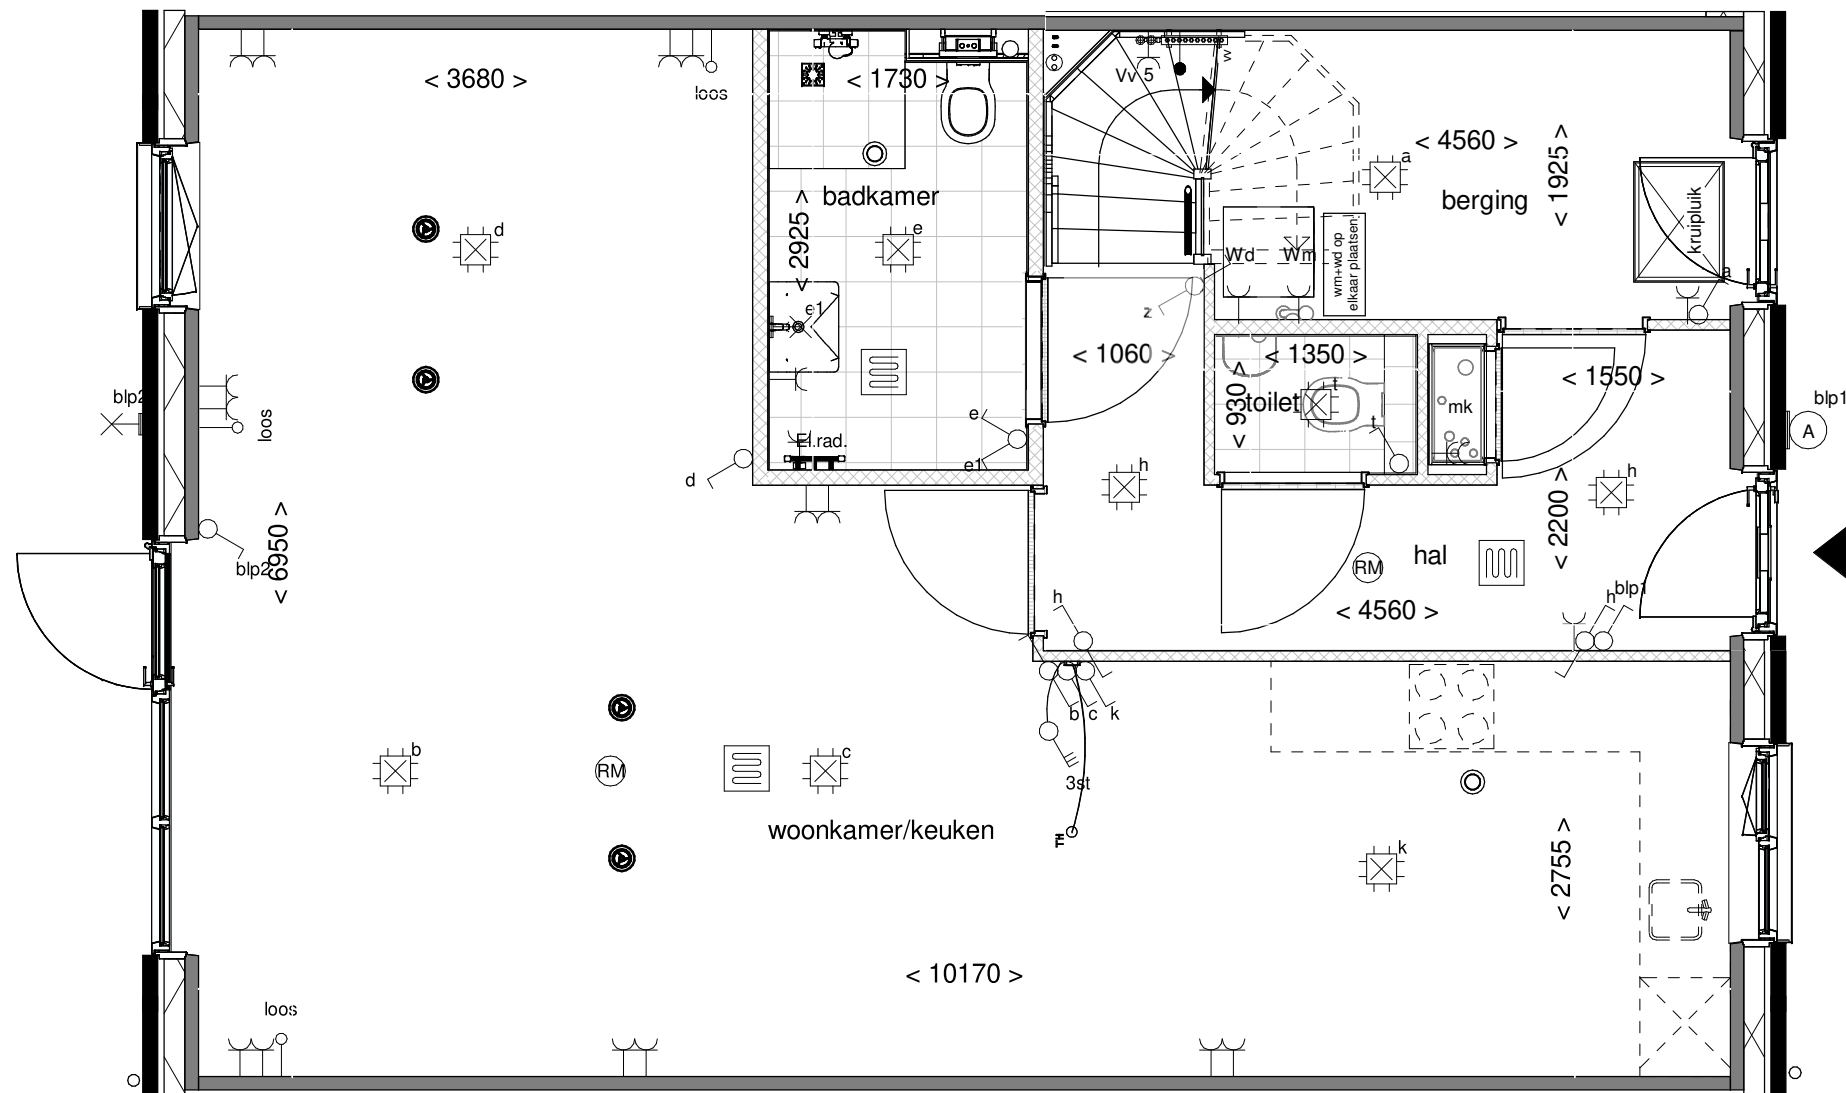 < 3680 >
loos
< 1730 >
Vv 5
w
< 4560 >
a
< 1925 >
badkamer
berging
kruipluik
d
< 2925 >
e
Wd
Wm
wm+wd op
elkaar plaatsen.
a
e1
z
< 1060 >
< 1350 >
< 1550 >
blp2
loos
< 930 >
toilet
t
t
mk
blp1
A
e
El.rad.
e1
d
h
h
< 6950 >
blp2
< 2200 >
hal
RM
< 4560 >
h
h
blp1
b
c
k
b
RM
c
3st
TH
woonkamer/keuken
k
< 2755 >
< 10170 >
loos